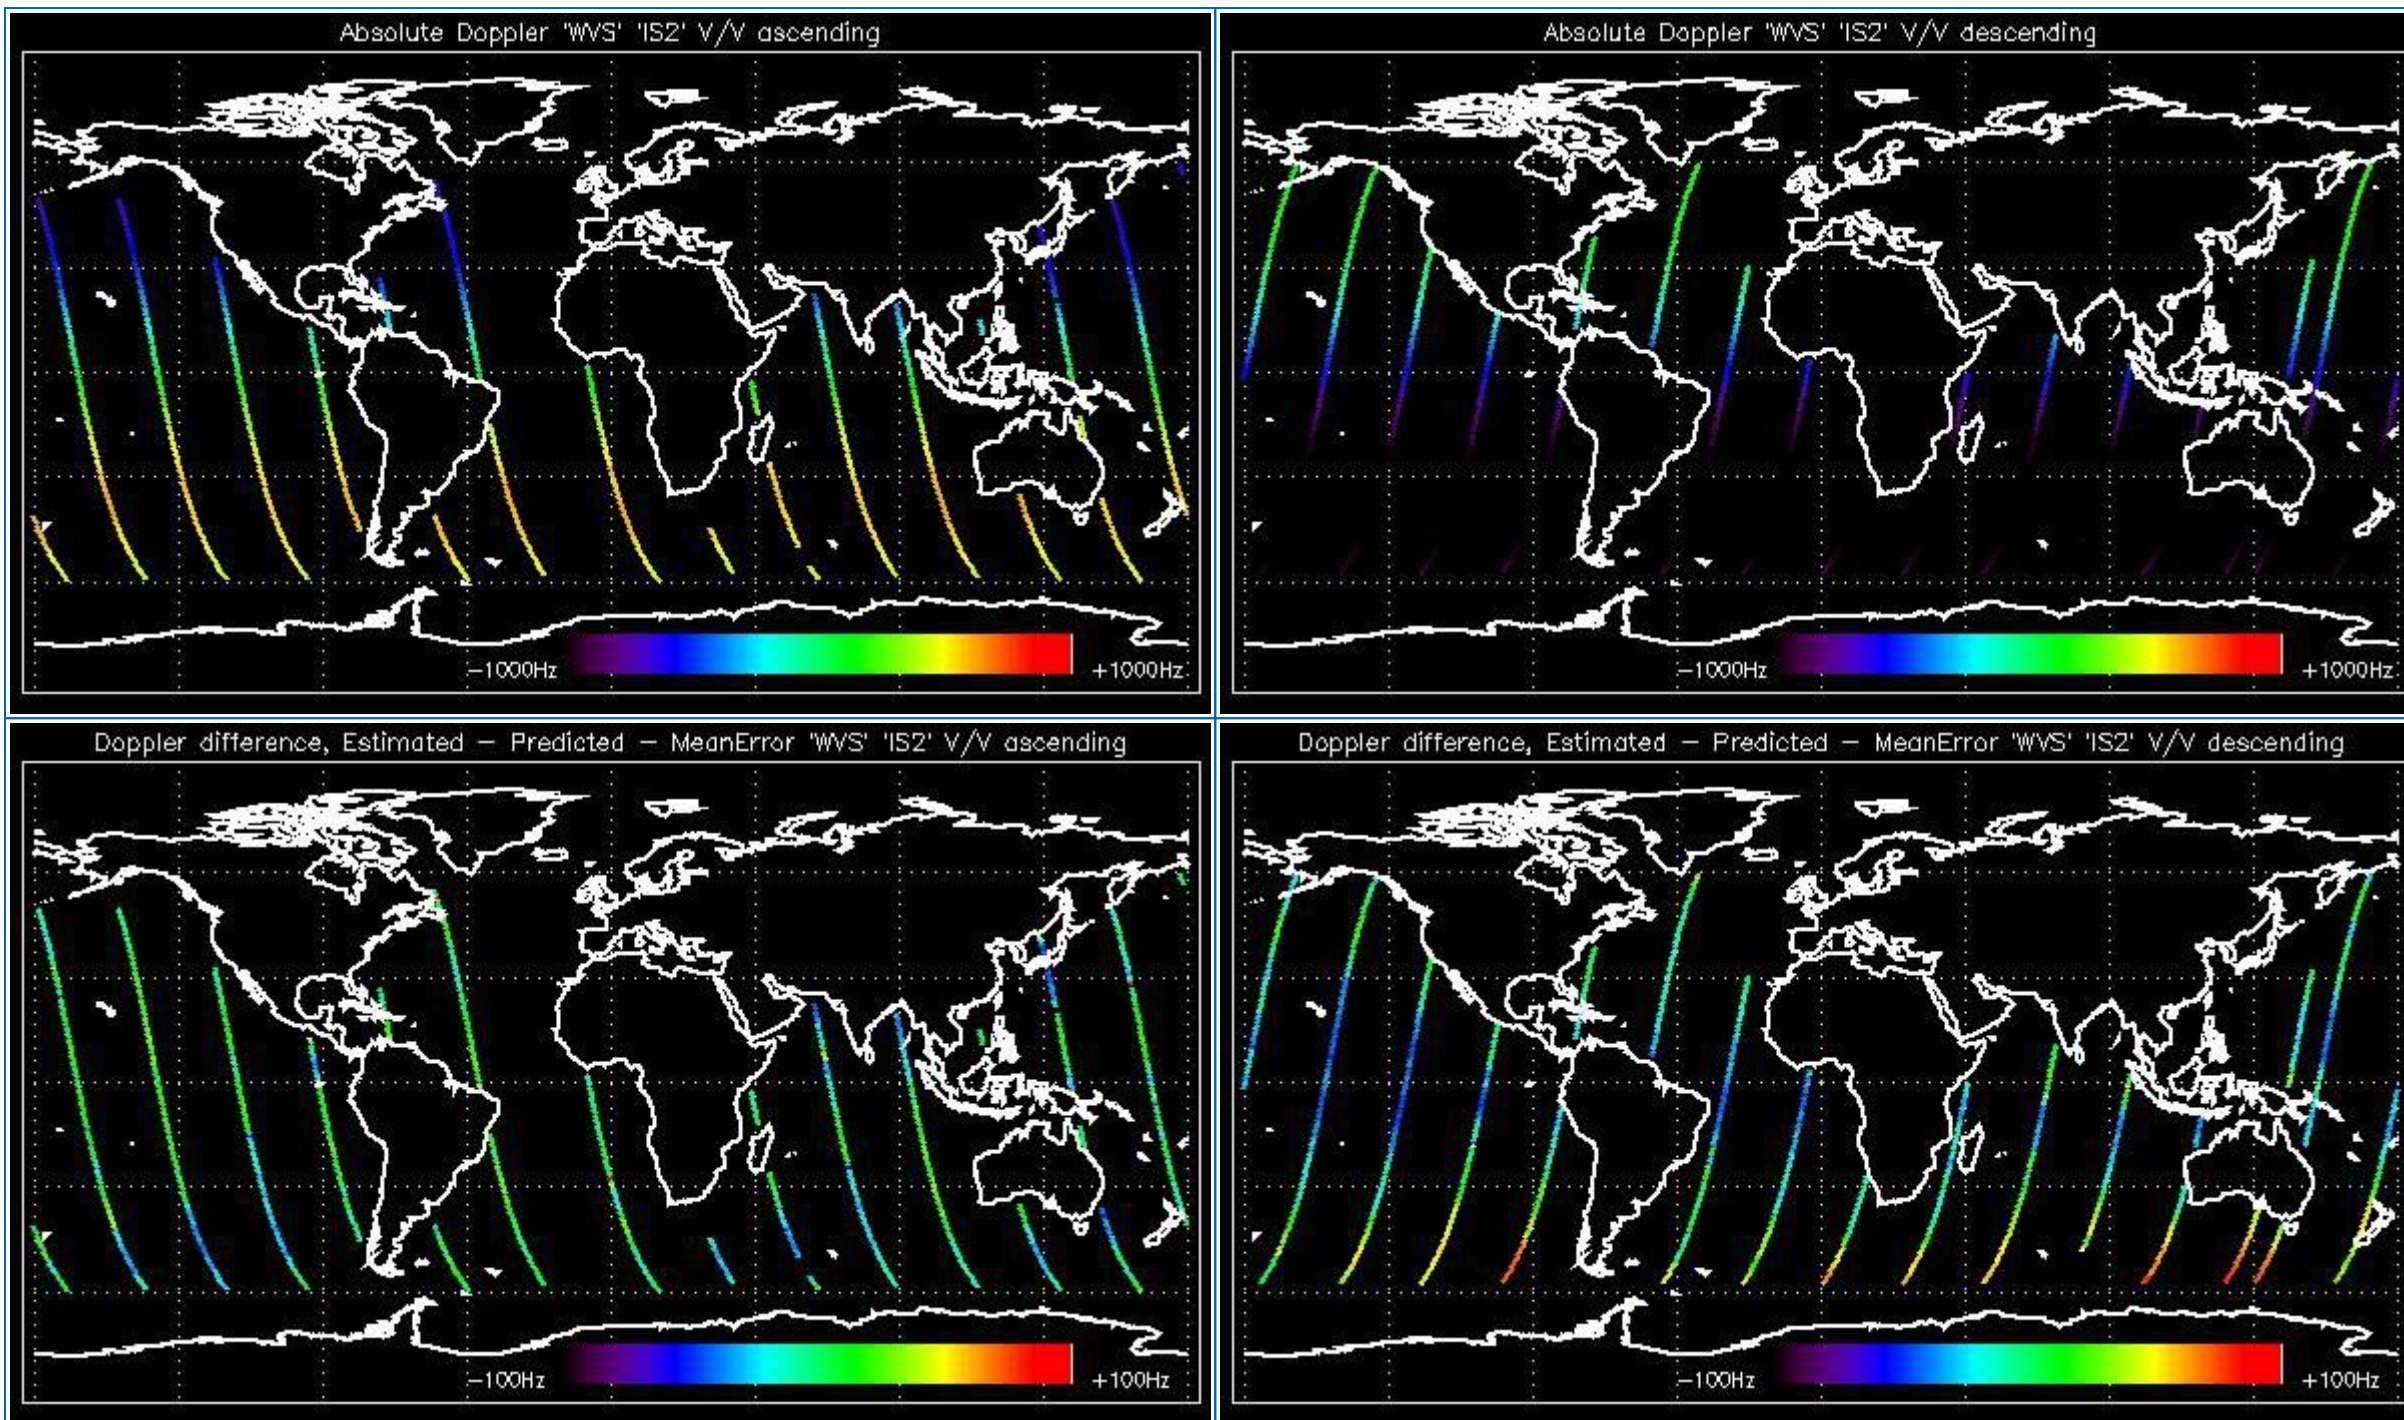 Absolute Doppler 'WVS' 'IS2' V/V ascending
-1000Hz
+1000Hz
Absolute Doppler 'WVS' 'IS2' V/V descending
-1000Hz
+1000Hz
Doppler difference, Estimated - Predicted - MeanError 'WVS' 'IS2' V/V ascending
-100Hz
+100Hz
Doppler difference, Estimated - Predicted - MeanError 'WVS' 'IS2' V/V descending
-100Hz
+100Hz